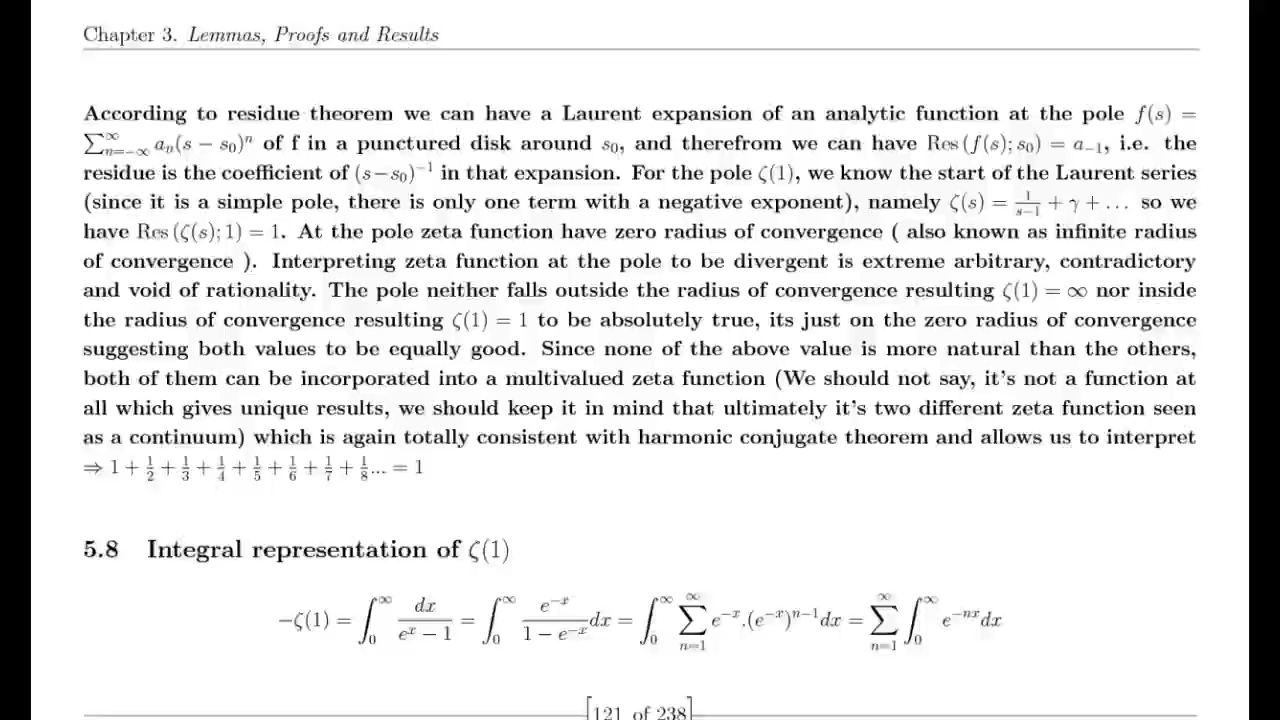 Chapter 3. Lemmas, Proofs and Results
According to residue theorem we can have a Laurent expansion of an analytic function at the pole f(s) =
∑_{n=−∞}^{∞} a_n(s − s_0)^n of f in a punctured disk around s_0, and therefrom we can have Res (f(s); s_0) = a_{−1}, i.e. the
residue is the coefficient of (s−s_0)^{−1} in that expansion. For the pole ζ(1), we know the start of the Laurent series
(since it is a simple pole, there is only one term with a negative exponent), namely ζ(s) = \frac{1}{s−1} + γ + . . . so we
have Res (ζ(s); 1) = 1. At the pole zeta function have zero radius of convergence ( also known as infinite radius
of convergence ). Interpreting zeta function at the pole to be divergent is extreme arbitrary, contradictory
and void of rationality. The pole neither falls outside the radius of convergence resulting ζ(1) = ∞ nor inside
the radius of convergence resulting ζ(1) = 1 to be absolutely true, its just on the zero radius of convergence
suggesting both values to be equally good. Since none of the above value is more natural than the others,
both of them can be incorporated into a multivalued zeta function (We should not say, it's not a function at
all which gives unique results, we should keep it in mind that ultimately it's two different zeta function seen
as a continuum) which is again totally consistent with harmonic conjugate theorem and allows us to interpret
⇒ 1 + \frac{1}{2} + \frac{1}{3} + \frac{1}{4} + \frac{1}{5} + \frac{1}{6} + \frac{1}{7} + \frac{1}{8}... = 1
5.8 Integral representation of ζ(1)
−ζ(1) = ∫_0^∞ \frac{dx}{e^x − 1} = ∫_0^∞ \frac{e^{−x}}{1 − e^{−x}} dx = ∫_0^∞ ∑_{n=1}^∞ e^{−x}.(e^{−x})^{n−1} dx = ∑_{n=1}^∞ ∫_0^∞ e^{−nx} dx
[121 of 238]